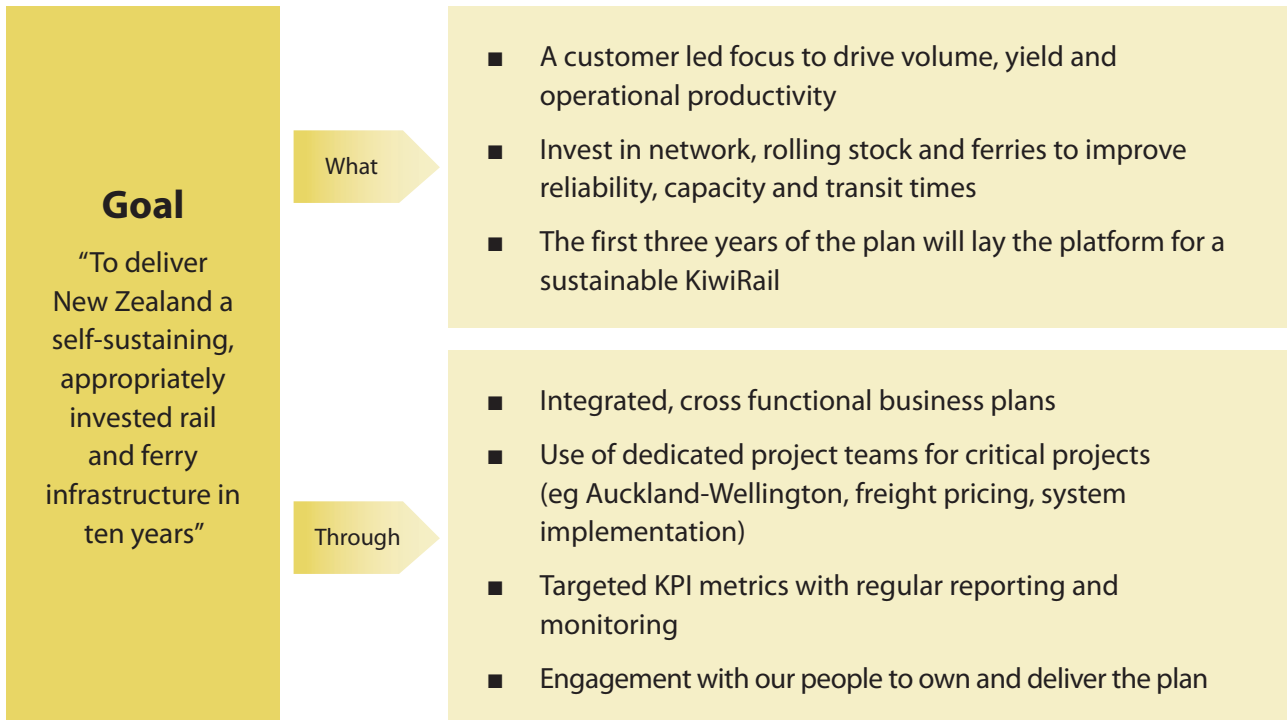 Goal
“To deliver
New Zealand a
self-sustaining,
appropriately
invested rail
and ferry
infrastructure in
ten years”
What
■ A customer led focus to drive volume, yield and
operational productivity
■ Invest in network, rolling stock and ferries to improve
reliability, capacity and transit times
■ The first three years of the plan will lay the platform for a
sustainable KiwiRail
Through
■ Integrated, cross functional business plans
■ Use of dedicated project teams for critical projects
(eg Auckland-Wellington, freight pricing, system
implementation)
■ Targeted KPI metrics with regular reporting and
monitoring
■ Engagement with our people to own and deliver the plan